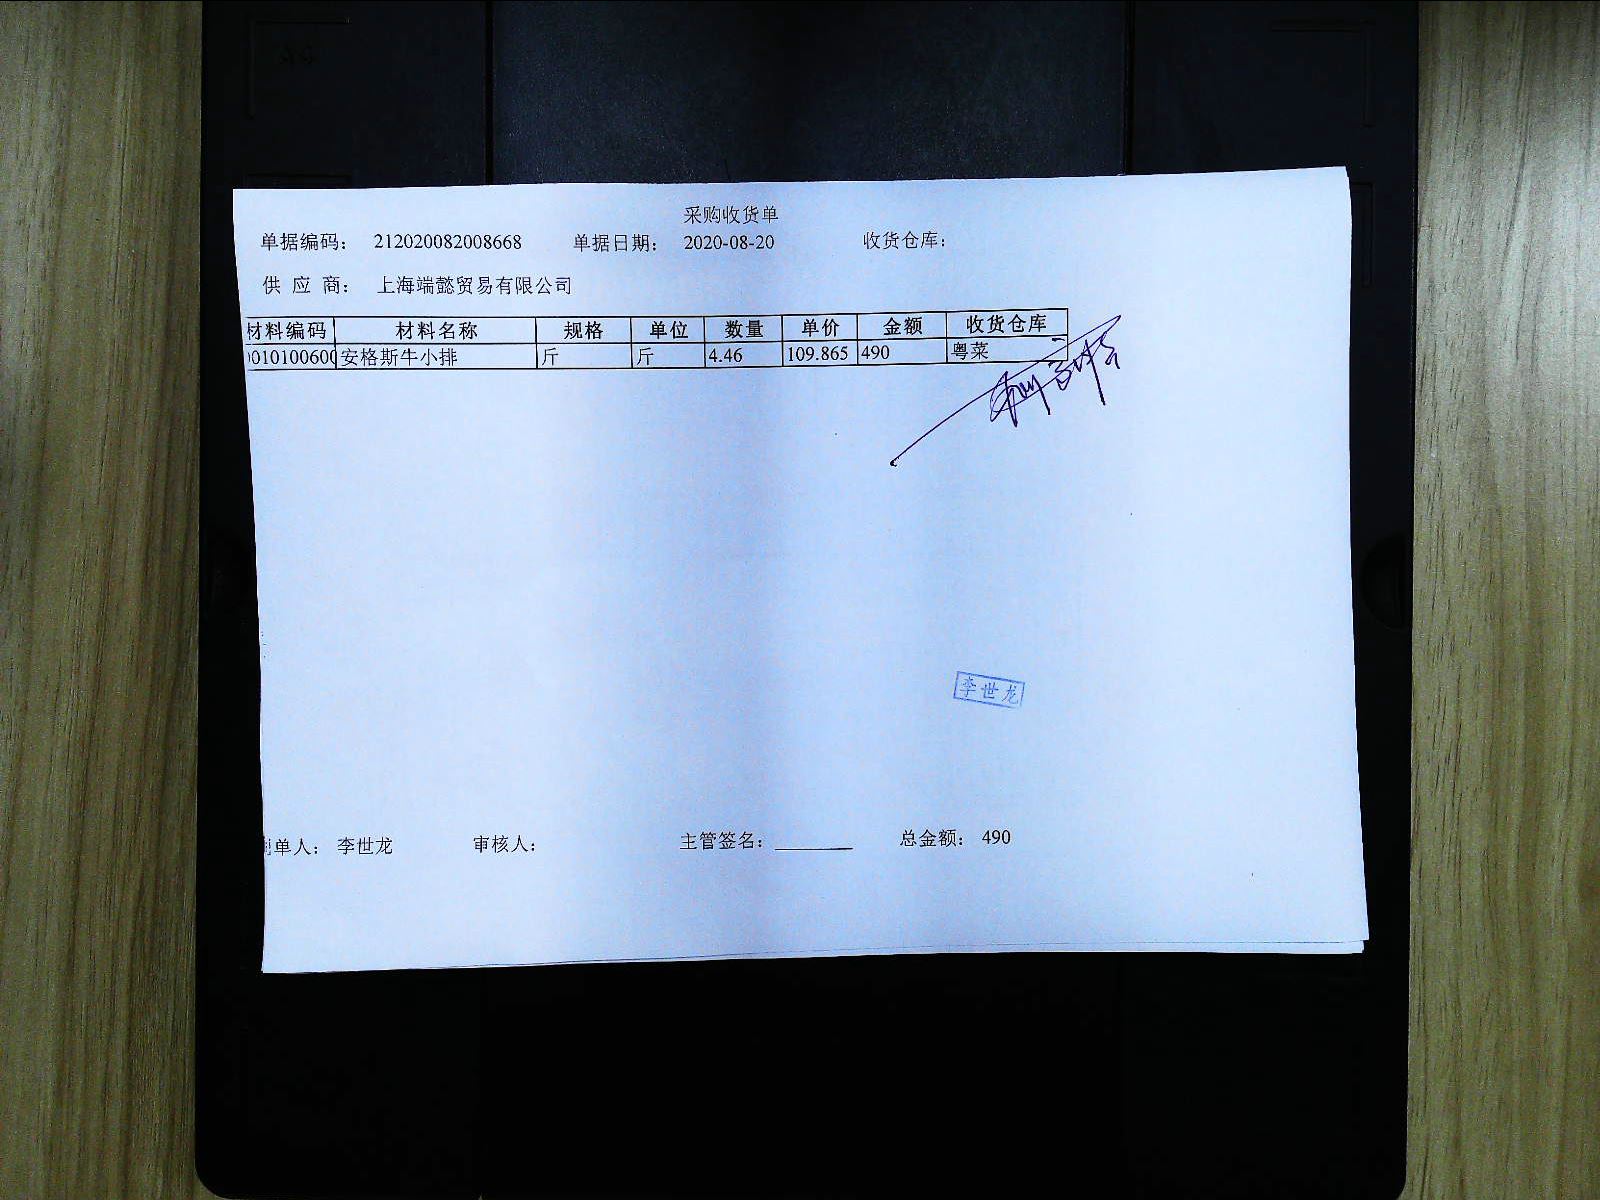 采购收货单
单据编码： 212020082008668 单据日期： 2020-08-20 收货仓库：
供 应 商： 上海端懿贸易有限公司
材料编码 材料名称 规格 单位 数量 单价 金额 收货仓库
010100600 安格斯牛小排 斤 斤 4.46 109.865 490 粤菜
李世龙
制单人： 李世龙 审核人： 主管签名： 总金额： 490